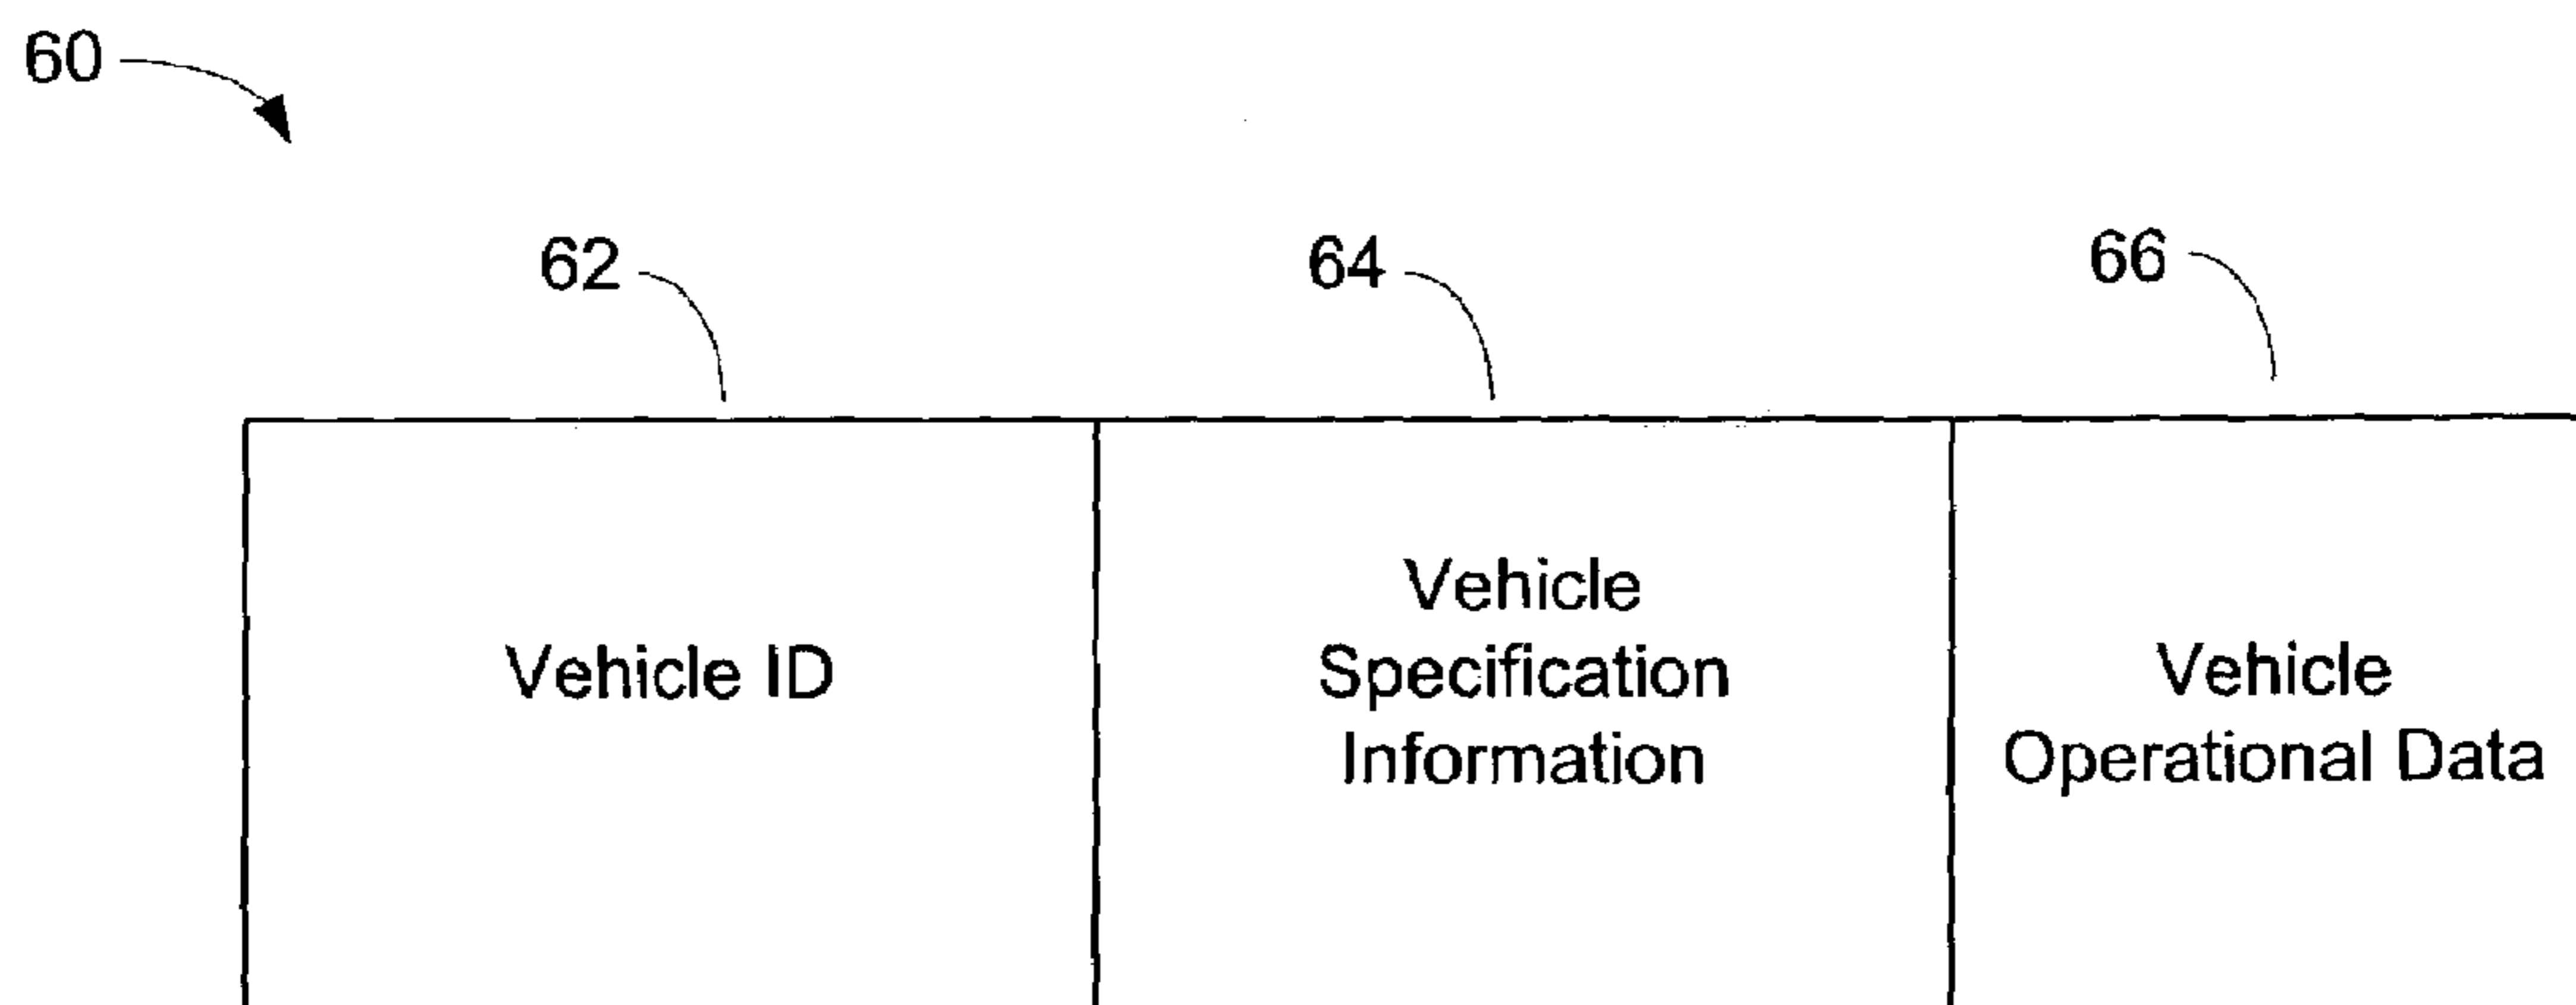 60
62
64
66
Vehicle ID
Vehicle
Specification
Information
Vehicle
Operational Data